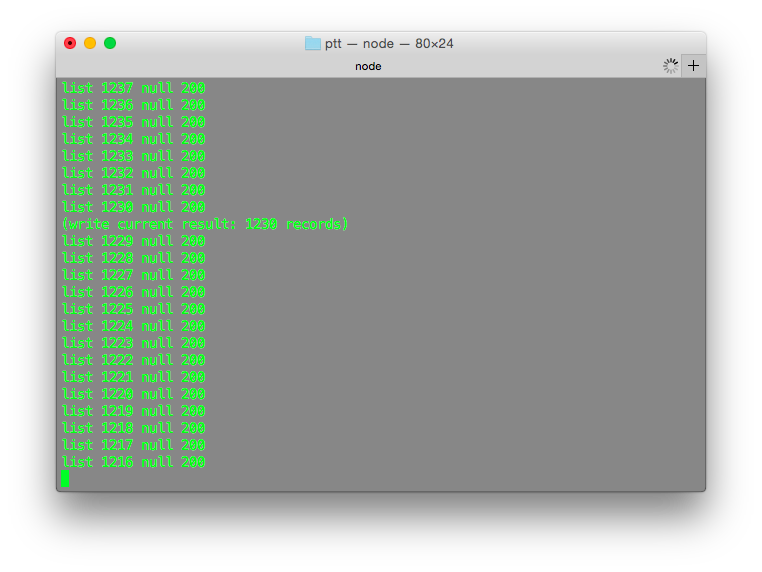 ptt — node — 80×24
node
list 1237 null 200
list 1236 null 200
list 1235 null 200
list 1234 null 200
list 1233 null 200
list 1232 null 200
list 1231 null 200
list 1230 null 200
(write current result: 1230 records)
list 1229 null 200
list 1228 null 200
list 1227 null 200
list 1226 null 200
list 1225 null 200
list 1224 null 200
list 1223 null 200
list 1222 null 200
list 1221 null 200
list 1220 null 200
list 1219 null 200
list 1218 null 200
list 1217 null 200
list 1216 null 200